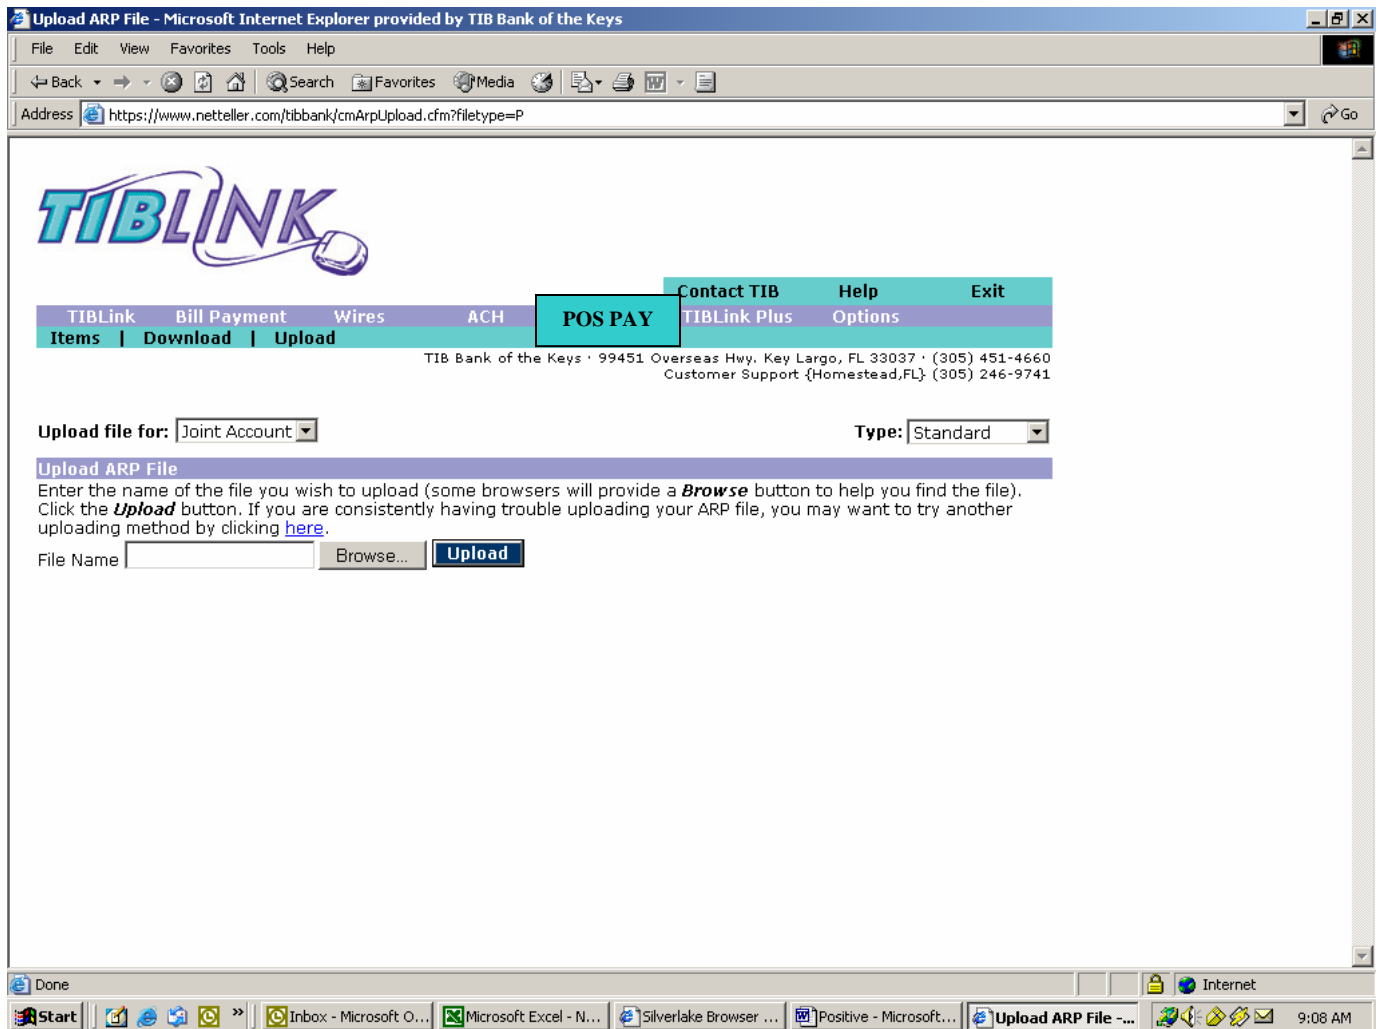 Upload ARP File - Microsoft Internet Explorer provided by TIB Bank of the Keys
File Edit View Favorites Tools Help
Back Search Favorites Media
Address https://www.netteller.com/tibbank/cmArpUpload.cfm?filetype=P Go
TIBLINK
Contact TIB Help Exit
TIBLink Bill Payment Wires ACH POS PAY TIBLink Plus Options
Items | Download | Upload
TIB Bank of the Keys · 99451 Overseas Hwy. Key Largo, FL 33037 · (305) 451-4660
Customer Support {Homestead,FL} (305) 246-9741
Upload file for: Joint Account Type: Standard
Upload ARP File
Enter the name of the file you wish to upload (some browsers will provide a Browse button to help you find the file).
Click the Upload button. If you are consistently having trouble uploading your ARP file, you may want to try another
uploading method by clicking here.
File Name Browse... Upload
Done Internet
Start Inbox - Microsoft O... Microsoft Excel - N... Silverlake Browser ... Positive - Microsoft... Upload ARP File -... 9:08 AM